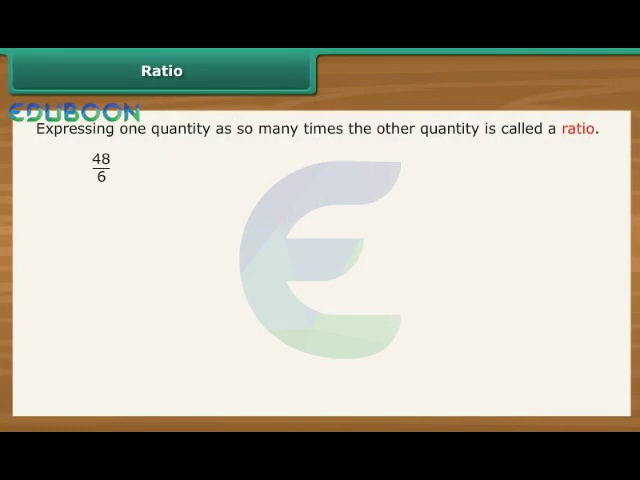 Ratio
EDUBOON
Expressing one quantity as so many times the other quantity is called a ratio.
48
6